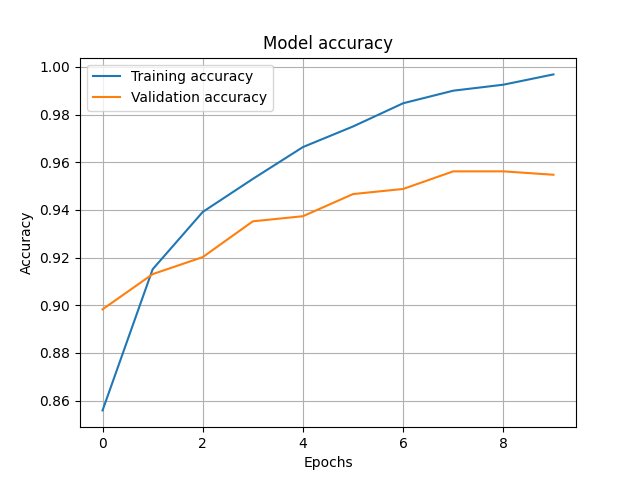 Model accuracy
Training accuracy
Validation accuracy
1.00
0.98
0.96
0.94
0.92
0.90
0.88
0.86
Accuracy
0 2 4 6 8
Epochs